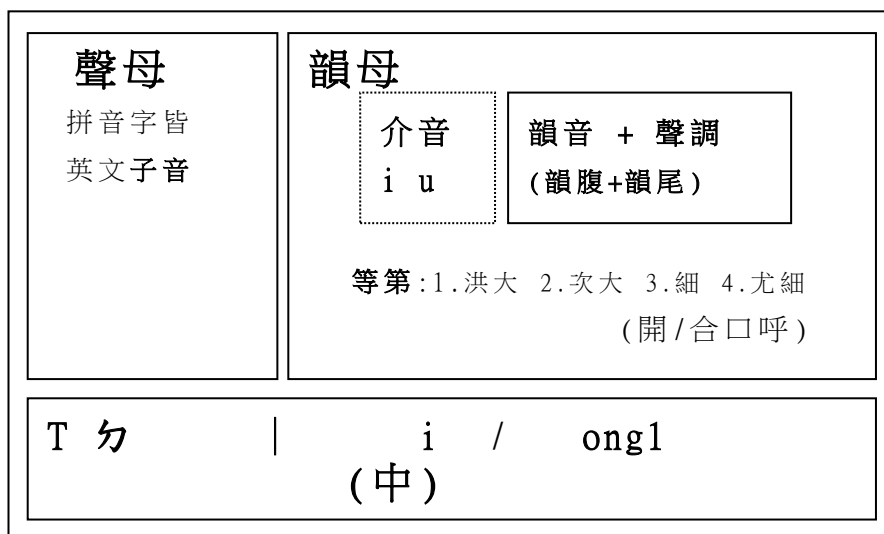 聲母
拼音字皆
英文子音
韻母
介音
i u
韻音 + 聲調
(韻腹+韻尾)
等第:1.洪大 2.次大 3.細 4.尤細
(開/合口呼)
T ㄉ | i / ong1
(中)